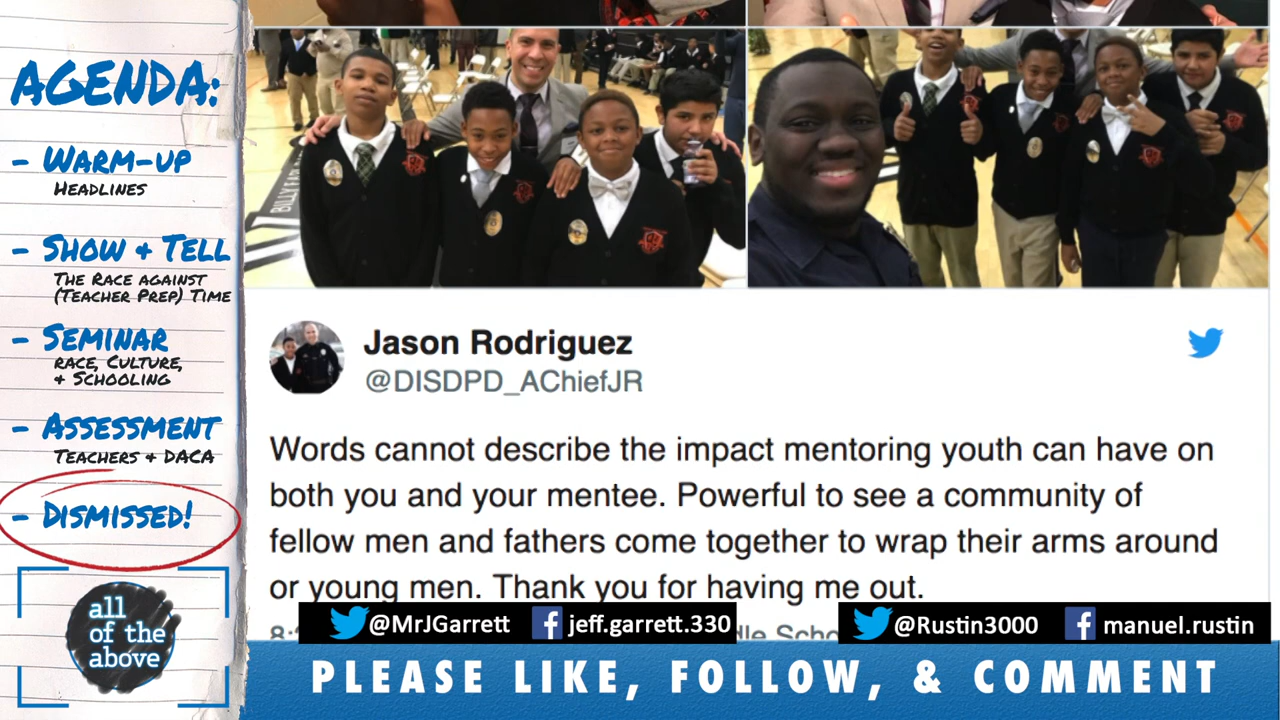 AGENDA:
- WARM-UP
HEADLINES
- SHOW + TELL
THE RACE AGAINST
(TEACHER PREP) TIME
- SEMINAR
RACE, CULTURE,
& SCHOOLING
- ASSESSMENT
TEACHERS + DACA
- DISMISSED!
all
of the
above
Jason Rodriguez
@DISDPD_AChiefJR
Words cannot describe the impact mentoring youth can have on
both you and your mentee. Powerful to see a community of
fellow men and fathers come together to wrap their arms around
or young men. Thank you for having me out.
@MrJGarrett jeff.garrett.330
@Rustin3000 manuel.rustin
PLEASE LIKE, FOLLOW, & COMMENT